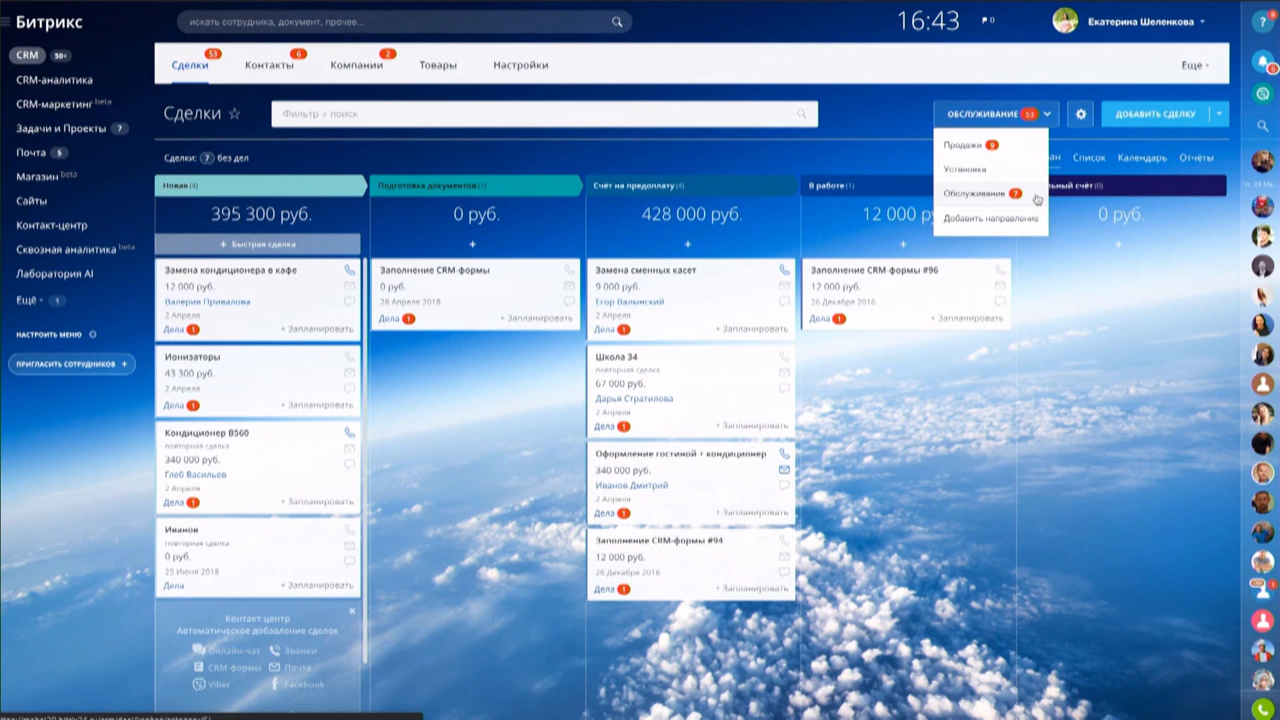 Битрикс
искать сотрудника, документ, прочее...
16:43
0
Екатерина Шеленкова
CRM 50+
CRM-аналитика
CRM-маркетинг beta
Задачи и Проекты 7
Почта 5
Магазин beta
Сайты
Контакт-центр
Сквозная аналитика beta
Лаборатория AI
Ещё 1
НАСТРОИТЬ МЕНЮ
ПРИГЛАСИТЬ СОТРУДНИКОВ +
Сделки 53
Контакты 6
Компании 2
Товары
Настройки
Еще
Сделки
Фильтр + поиск
ОБСЛУЖИВАНИЕ 53
ДОБАВИТЬ СДЕЛКУ
Продажи 9
Установка
Обслуживание 7
Добавить направление
Сделки: 7 без дел
ан Список Календарь Отчёты
Новая (4)
395 300 руб.
+ Быстрая сделка
Замена кондиционера в кафе
12 000 руб.
Валерия Привалова
2 Апреля
Дела 1 + Запланировать
Ионизаторы
43 300 руб.
2 Апреля
Дела 1 + Запланировать
Кондиционер B560
повторная сделка
340 000 руб.
Глеб Васильев
2 Апреля
Дела 1 + Запланировать
Иванов
повторная сделка
0 руб.
25 Июня 2018
Дела + Запланировать
Контакт-центр
Автоматическое добавление сделок
Онлайн-чат Звонки
CRM-формы Почта
Viber Facebook
Подготовка документов (1)
0 руб.
+
Заполнение CRM-формы
0 руб.
28 Апреля 2018
Дела 1 + Запланировать
Счёт на предоплату (4)
428 000 руб.
+
Замена сменных касет
9 000 руб.
Егор Валынский
2 Апреля
Дела 1 + Запланировать
Школа 34
повторная сделка
67 000 руб.
Дарья Стратилова
2 Апреля
Дела 1 + Запланировать
Оформление гостиной + кондиционер
340 000 руб.
Иванов Дмитрий
2 Апреля
Дела 1 + Запланировать
Заполнение CRM-формы #94
12 000 руб.
26 Декабря 2016
Дела 1 + Запланировать
В работе (1)
12 000 ру
+
Заполнение CRM-формы #96
12 000 руб.
26 Декабря 2016
Дела 1 + Запланировать
льный счёт (0)
0 руб.
+